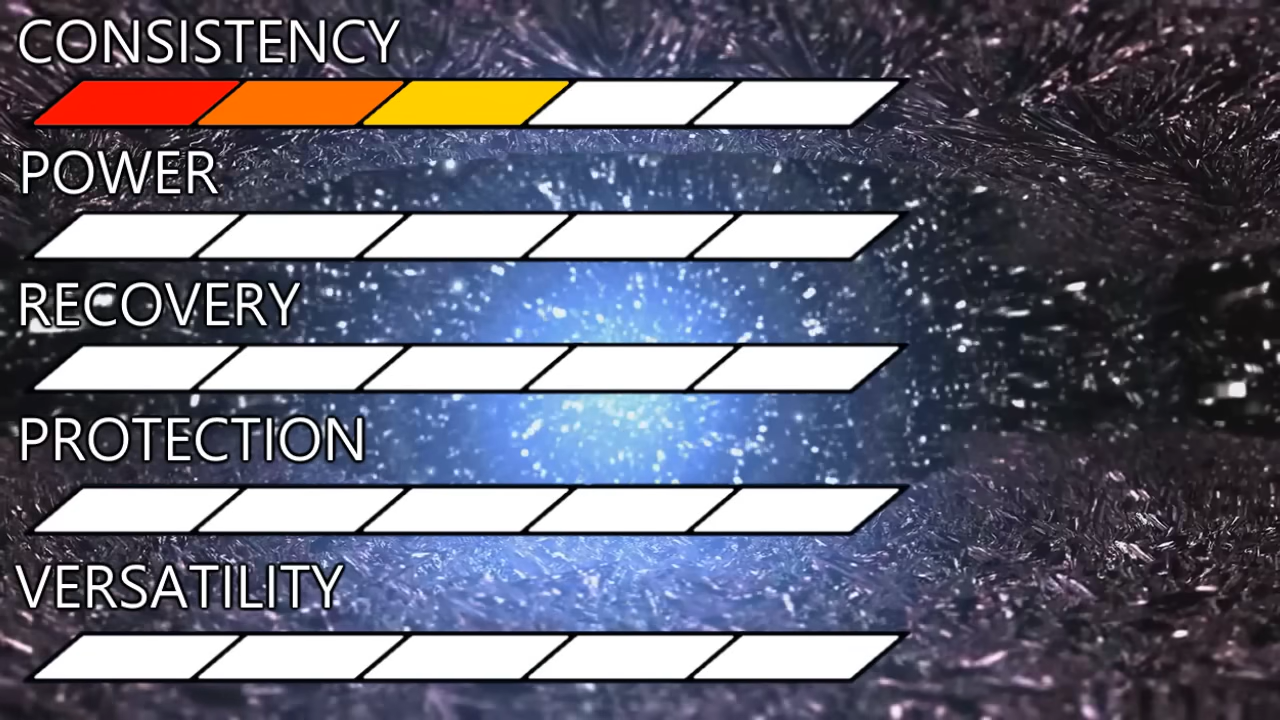 CONSISTENCY
POWER
RECOVERY
PROTECTION
VERSATILITY